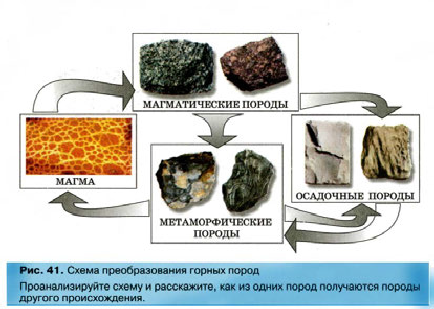 МАГМАТИЧЕСКИЕ ПОРОДЫ
МАГМА
МЕТАМОРФИЧЕСКИЕ
ПОРОДЫ
ОСАДОЧНЫЕ ПОРОДЫ
Рис. 41. Схема преобразования горных пород
Проанализируйте схему и расскажите, как из одних пород получаются породы
другого происхождения.